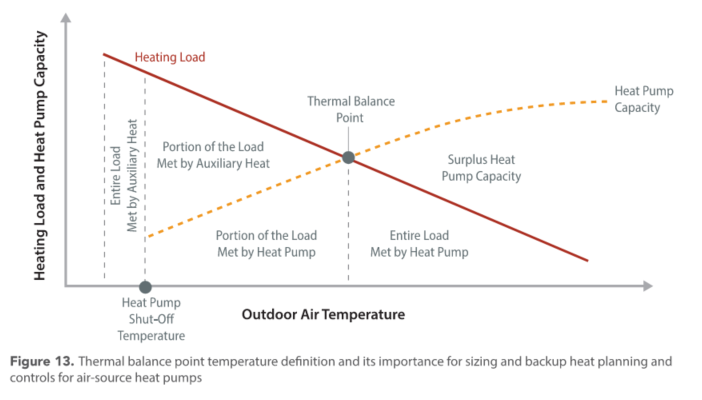 Heating Load and Heat Pump Capacity
Heating Load
Heat Pump
Capacity
Thermal Balance
Point
Entire Load
Met by Auxiliary Heat
Portion of the Load
Met by Auxiliary Heat
Surplus Heat
Pump Capacity
Portion of the Load
Met by Heat Pump
Entire Load
Met by Heat Pump
Heat Pump
Shut-Off
Temperature
Outdoor Air Temperature
Figure 13. Thermal balance point temperature definition and its importance for sizing and backup heat planning and
controls for air-source heat pumps